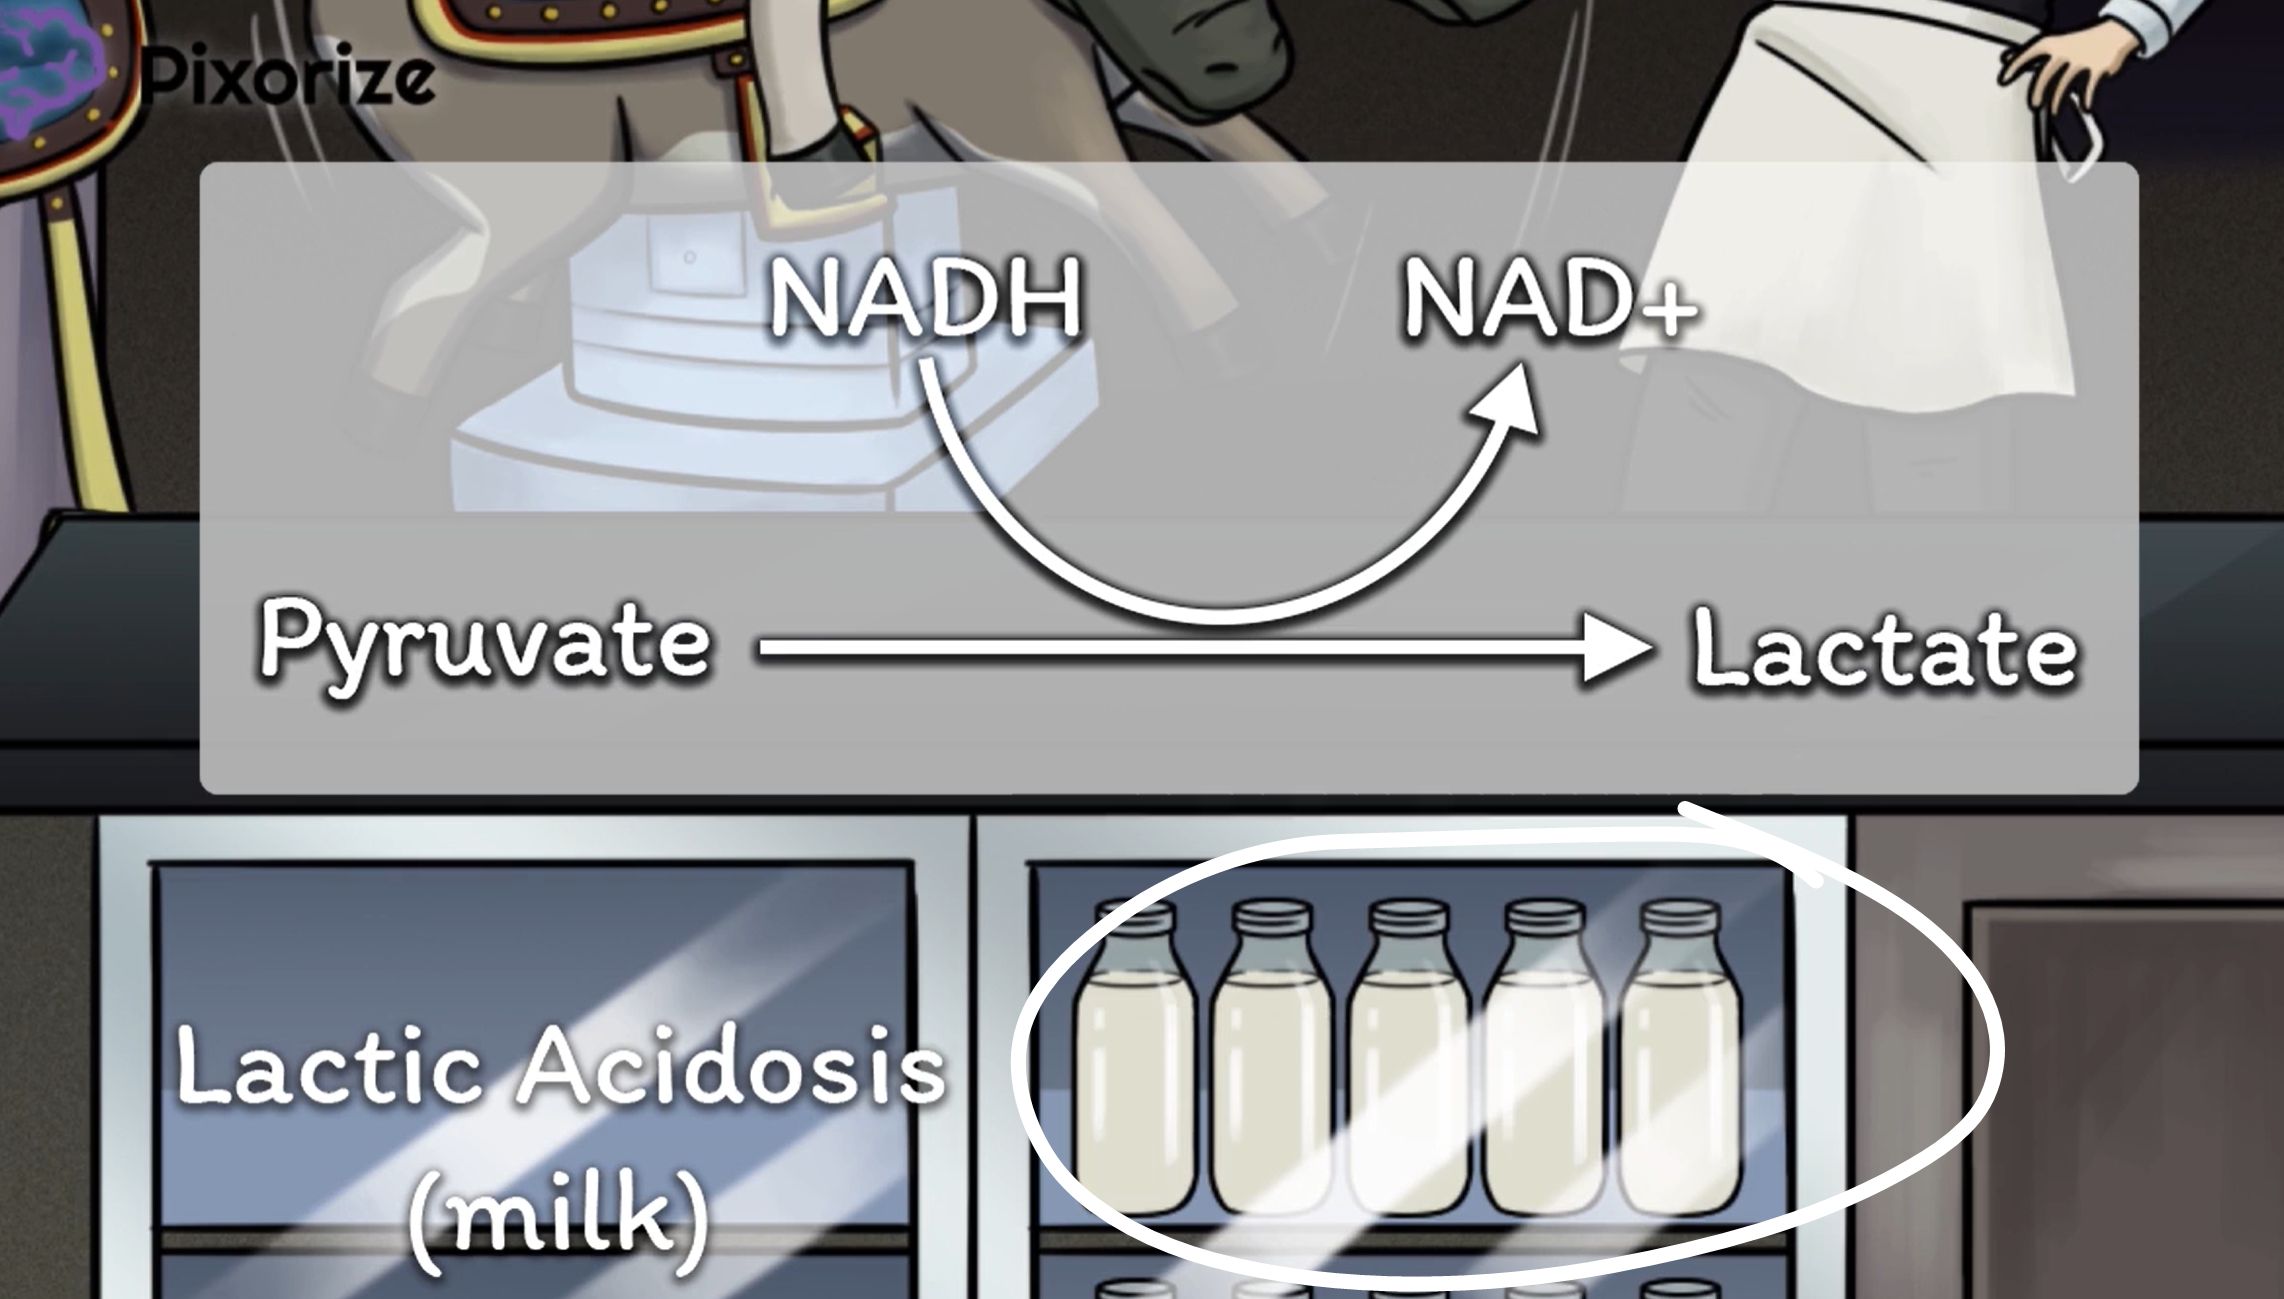 Pixorize
NADH NAD+
Pyruvate Lactate
Lactic Acidosis
(milk)